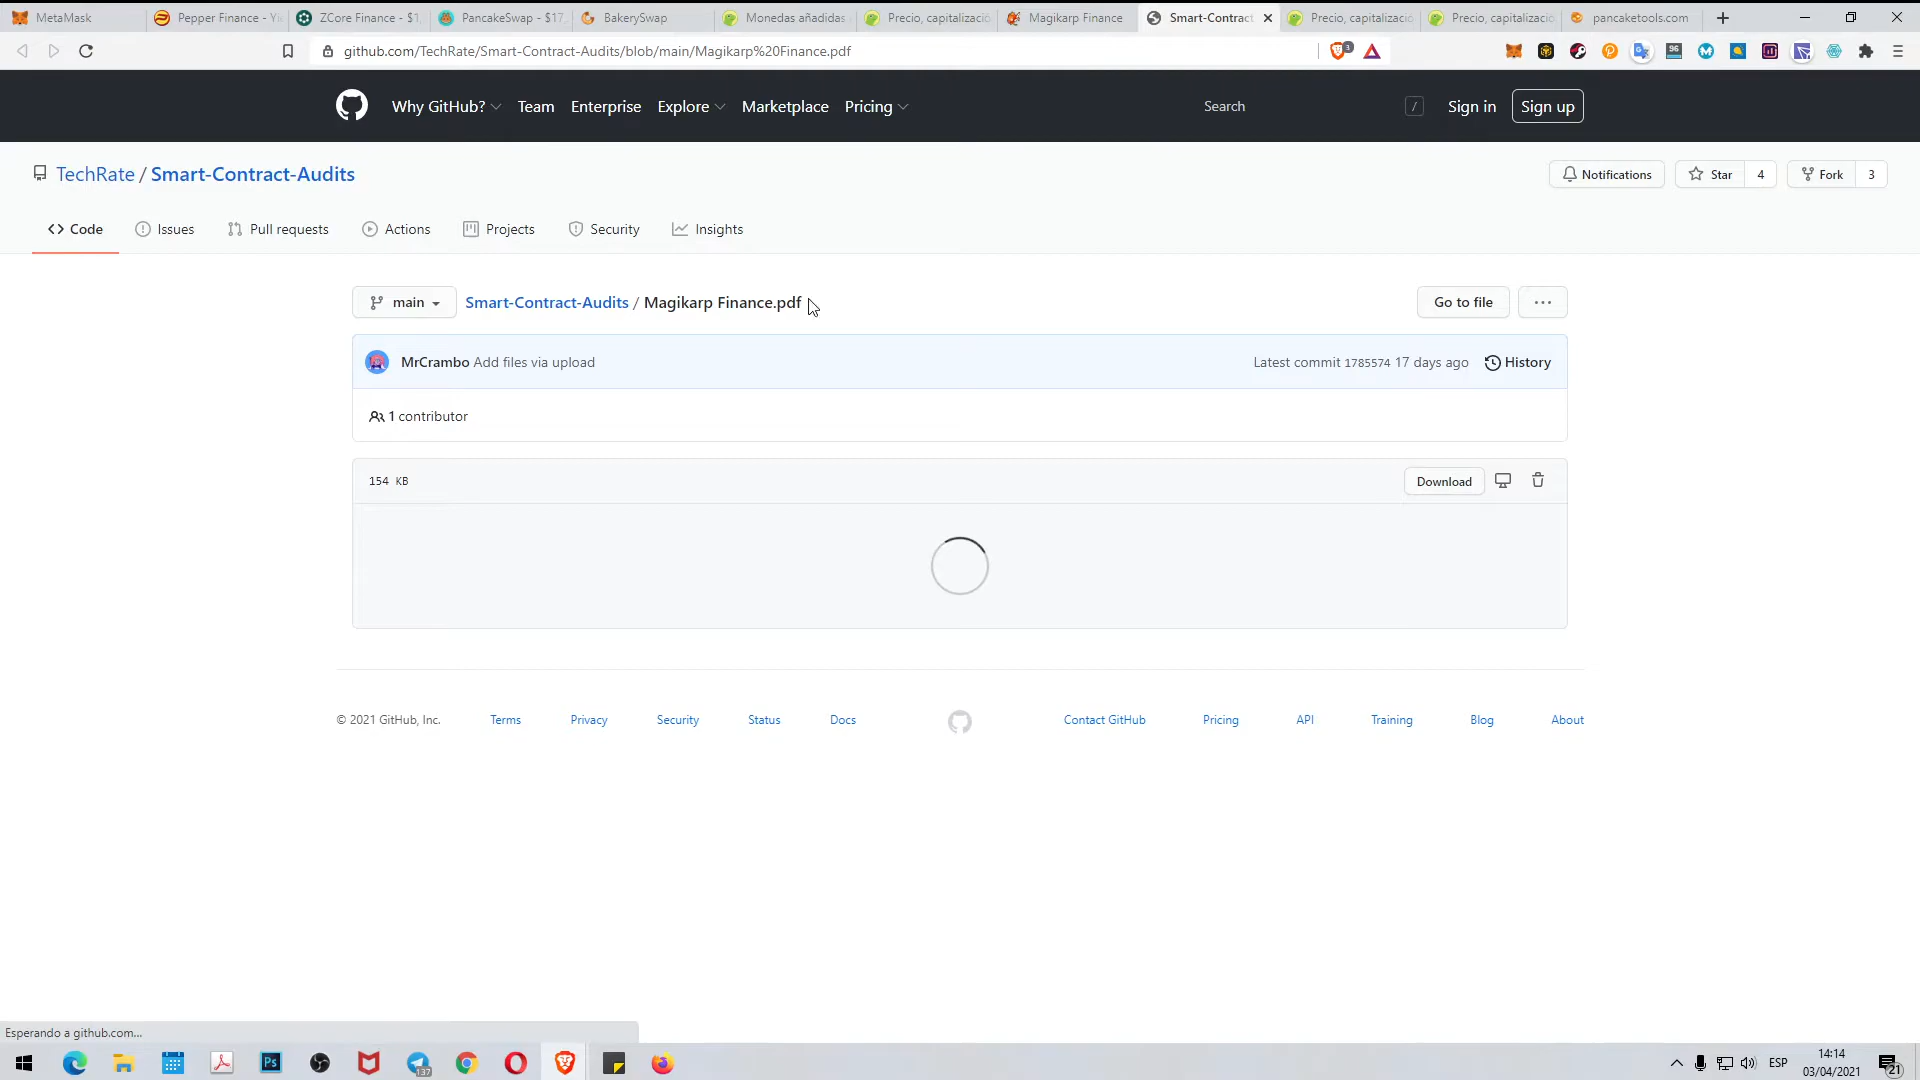 MetaMask
Pepper Finance - Yi
ZCore Finance - $1
PancakeSwap - $17
BakerySwap
Monedas añadidas
Precio, capitalizació
Magikarp Finance
Smart-Contract
Precio, capitalizació
Precio, capitalizació
pancaketools.com
github.com/TechRate/Smart-Contract-Audits/blob/main/Magikarp%20Finance.pdf
3
96
Why GitHub? Team Enterprise Explore Marketplace Pricing
Search
/
Sign in
Sign up
TechRate / Smart-Contract-Audits
Notifications
Star 4
Fork 3
Code
Issues
Pull requests
Actions
Projects
Security
Insights
main
Smart-Contract-Audits / Magikarp Finance.pdf
Go to file
...
MrCrambo Add files via upload
Latest commit 1785574 17 days ago
History
1 contributor
154 KB
Download
© 2021 GitHub, Inc.
Terms
Privacy
Security
Status
Docs
Contact GitHub
Pricing
API
Training
Blog
About
Esperando a github.com...
Ps
137
ESP
14:14
03/04/2021
21